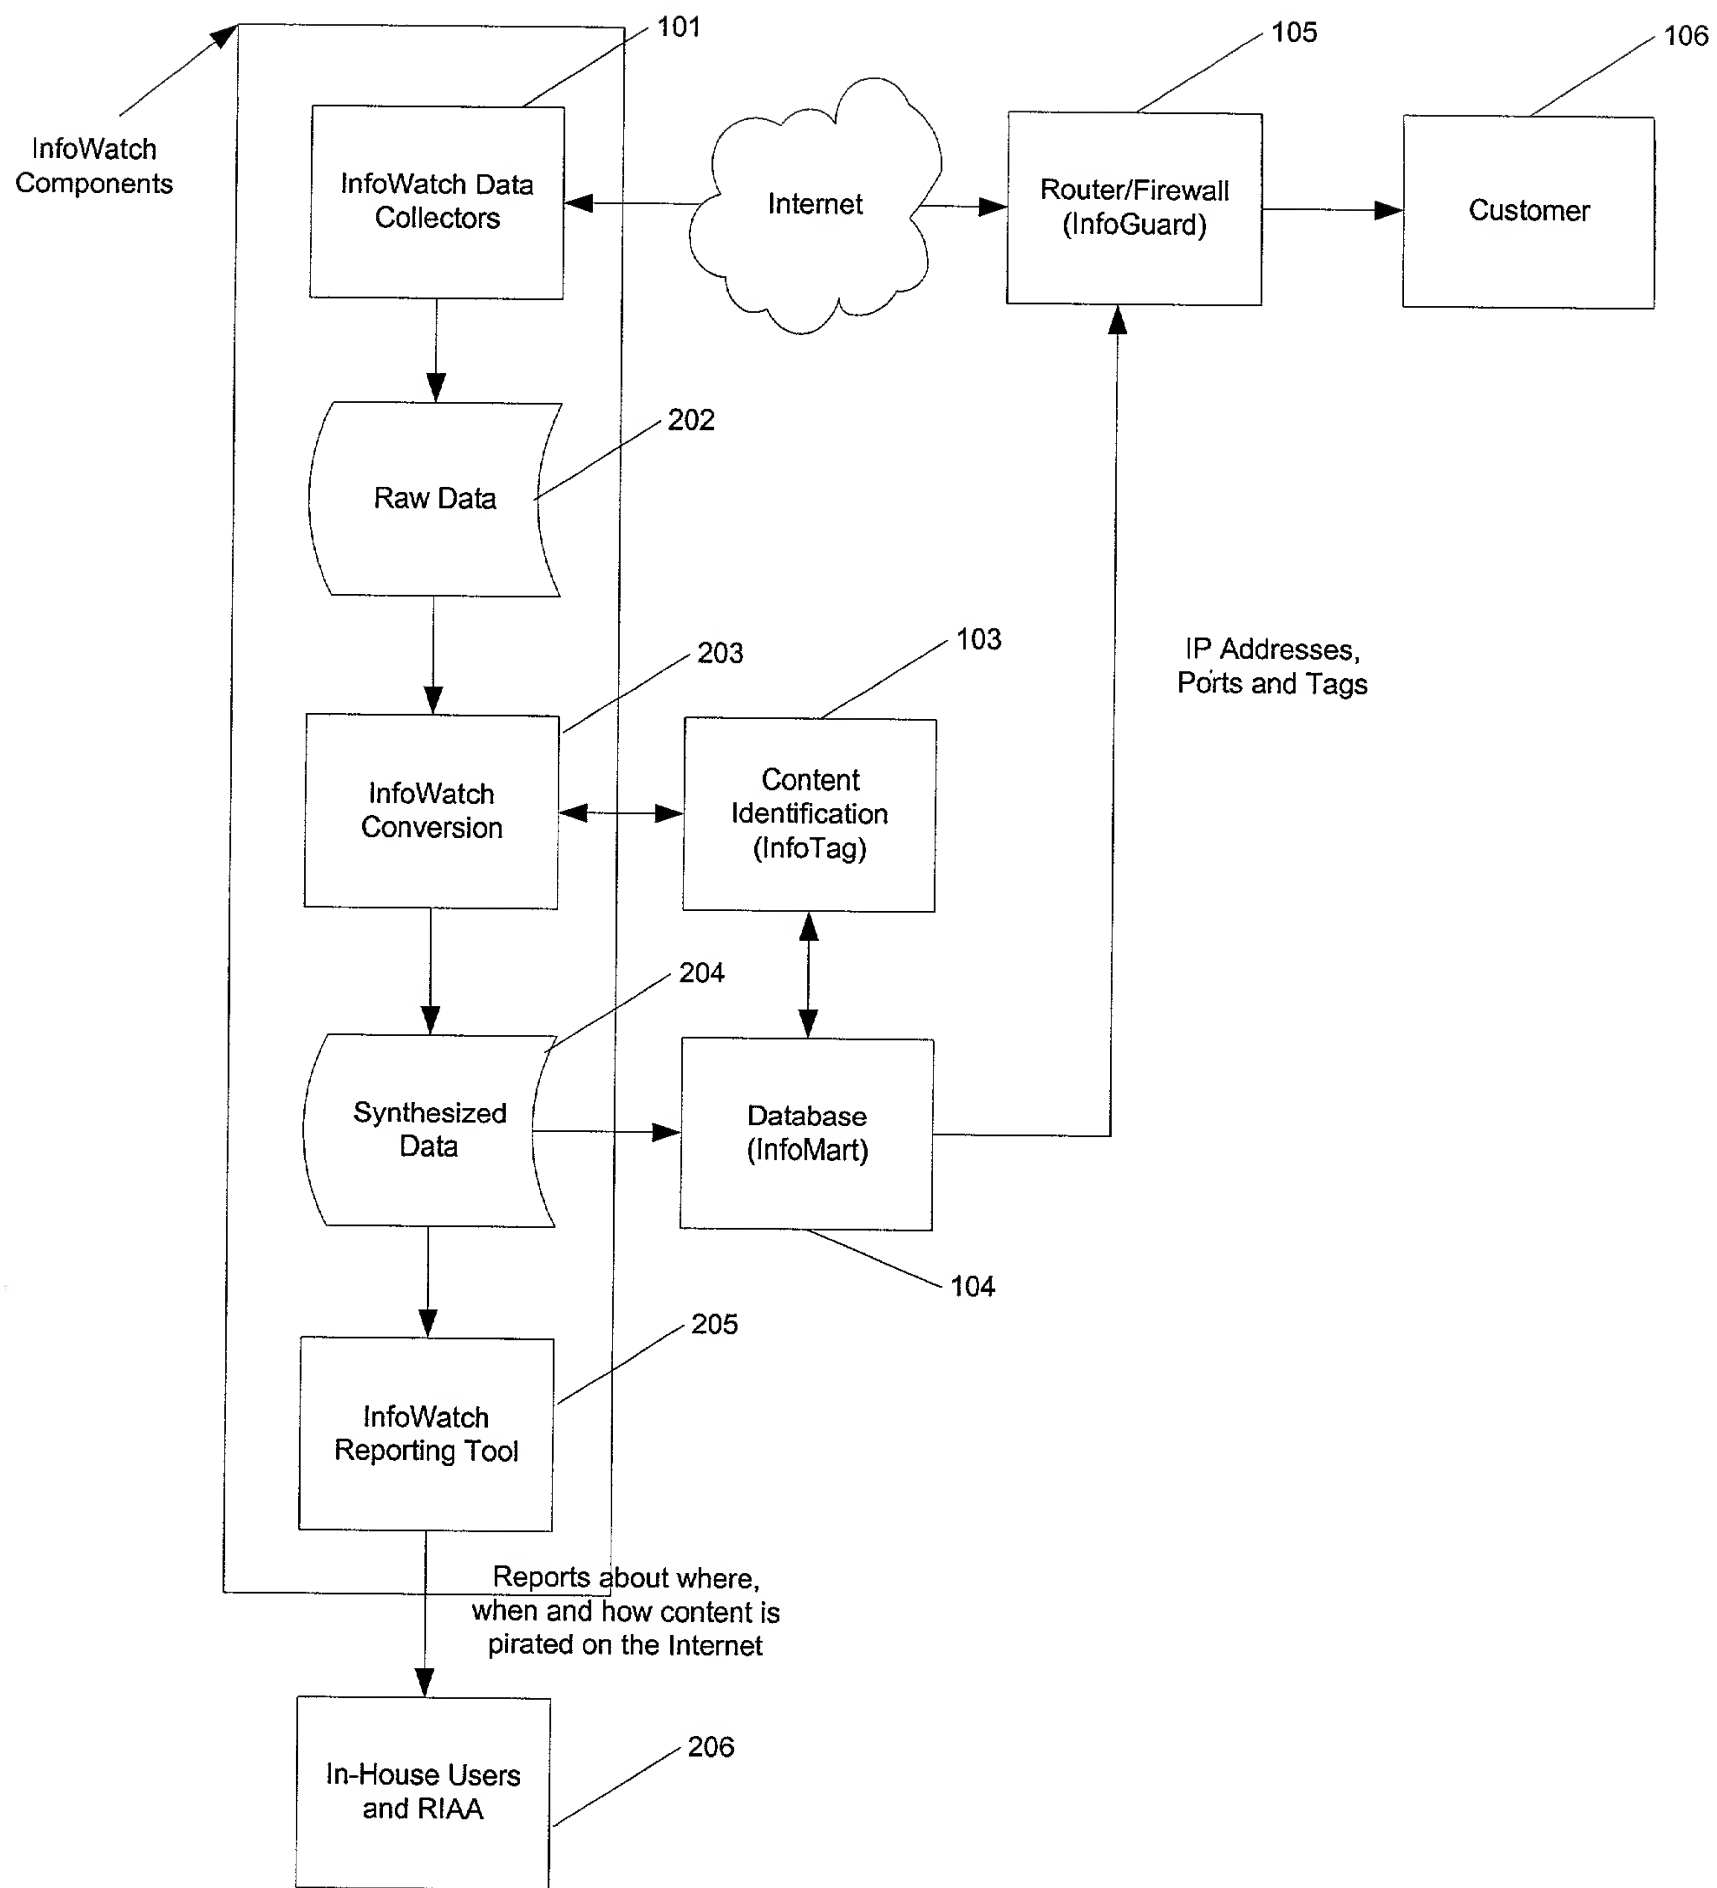 101
105
106
InfoWatch
Components
InfoWatch Data
Collectors
Internet
Router/Firewall
(InfoGuard)
Customer
202
Raw Data
203
103
IP Addresses,
Ports and Tags
InfoWatch
Conversion
Content
Identification
(InfoTag)
204
Synthesized
Data
Database
(InfoMart)
104
205
InfoWatch
Reporting Tool
Reports about where,
when and how content is
pirated on the Internet
206
In-House Users
and RIAA